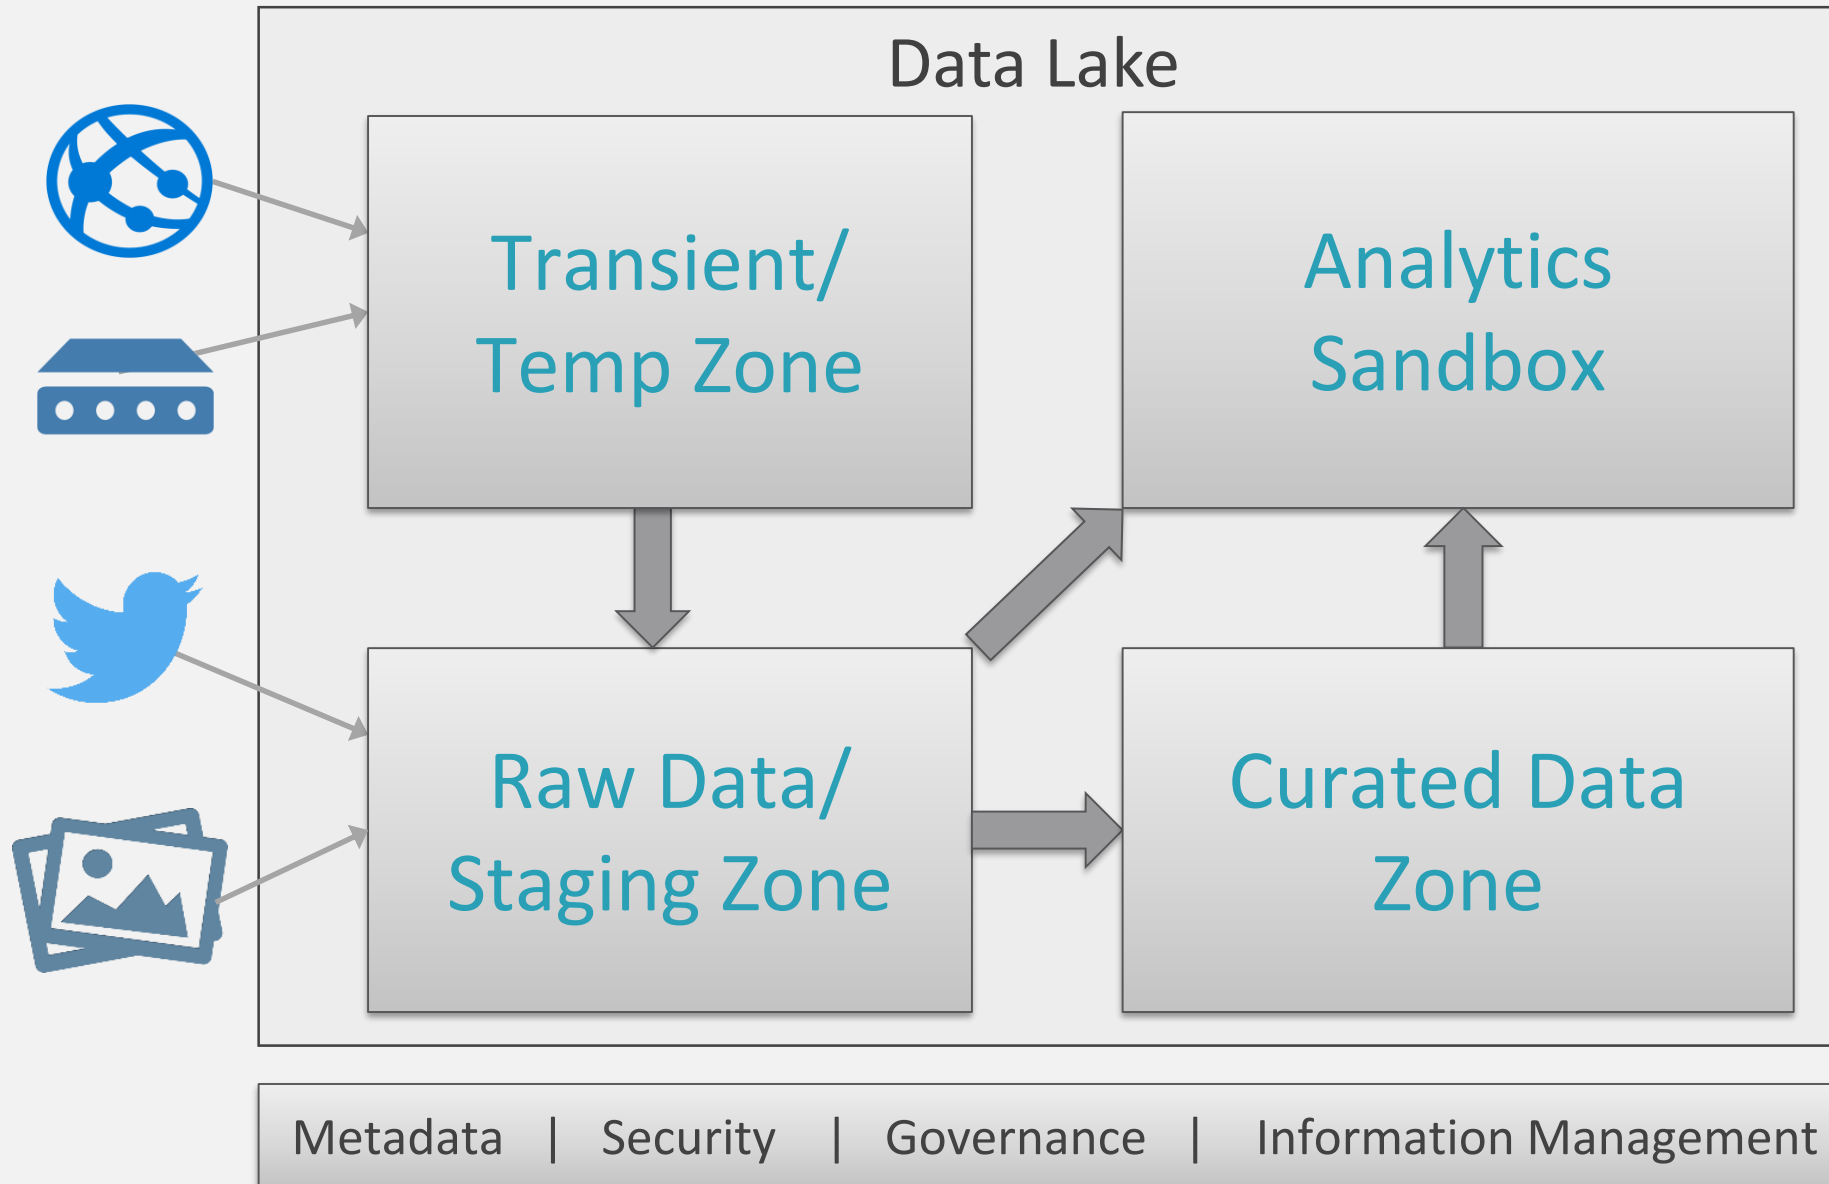 Data Lake
Transient/
Temp Zone
Analytics
Sandbox
Raw Data/
Staging Zone
Curated Data
Zone
Metadata | Security | Governance | Information Management